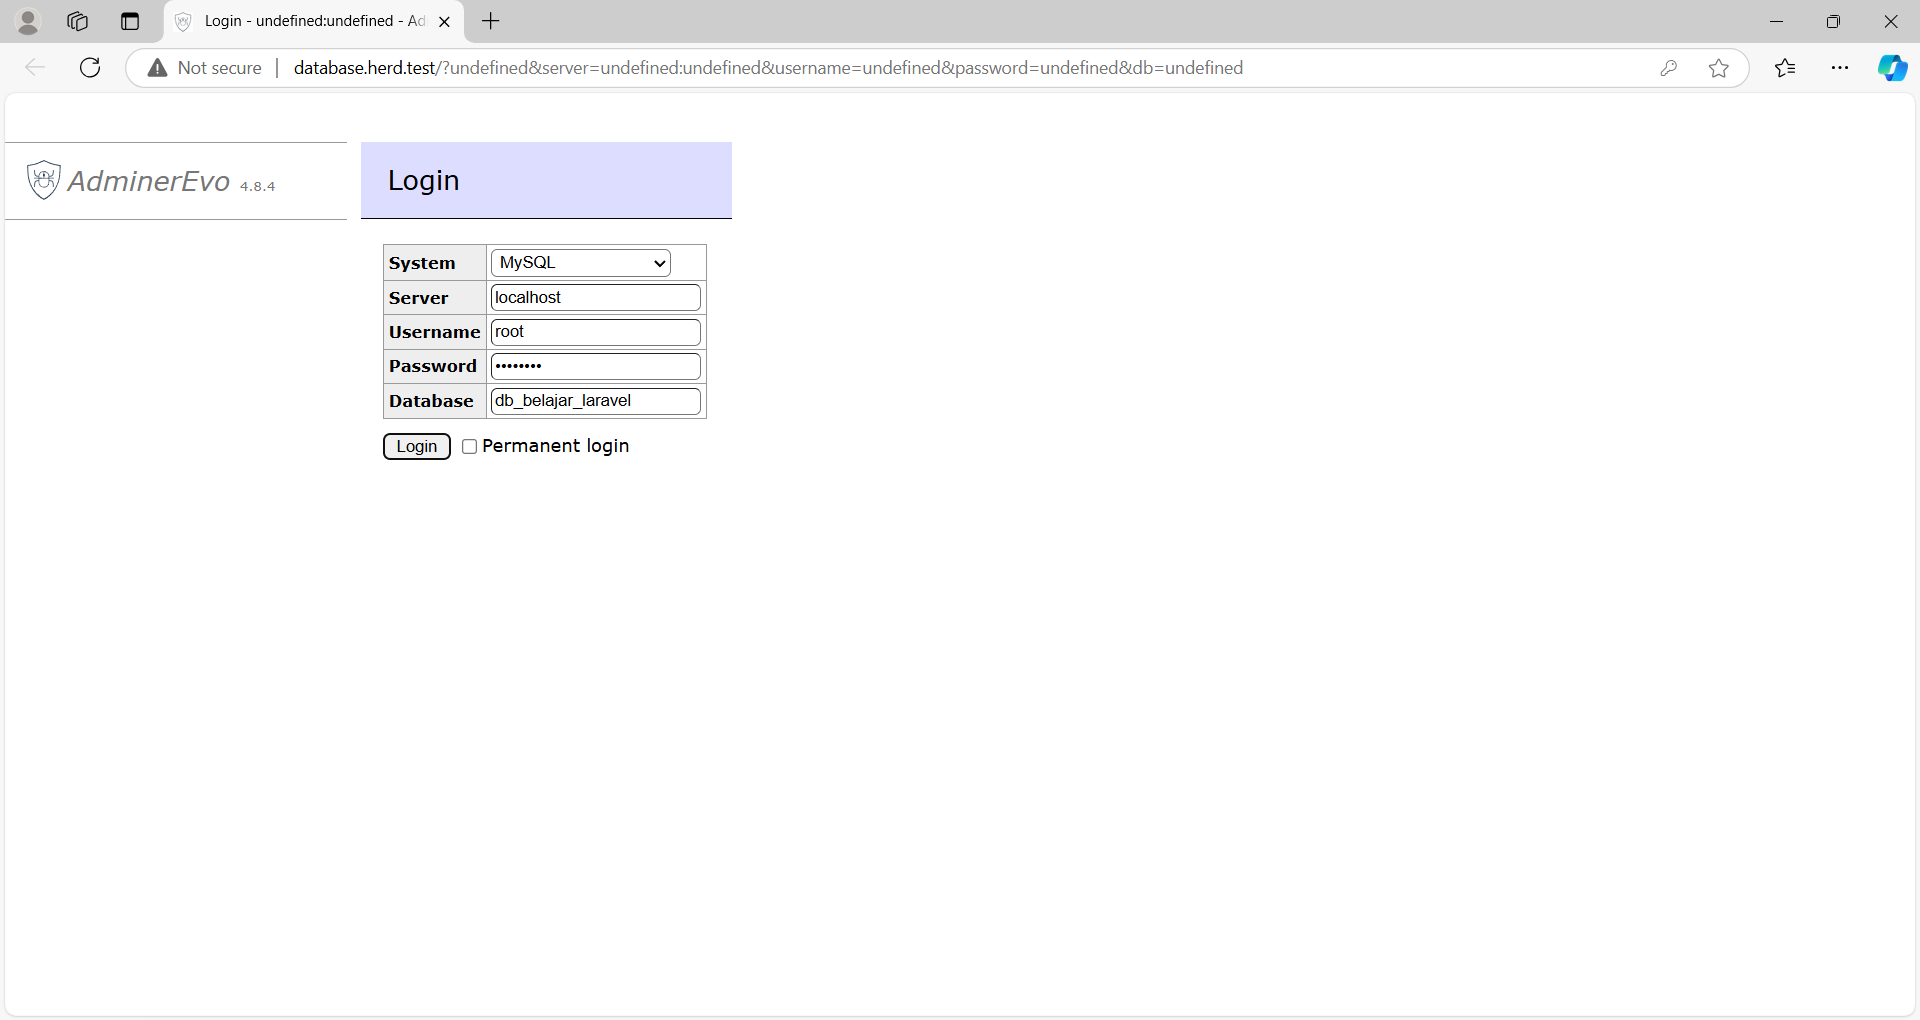 Login - undefined:undefined - Ad
Not secure
database.herd.test/?undefined&server=undefined:undefined&username=undefined&password=undefined&db=undefined
AdminerEvo 4.8.4
Login
System MySQL
Server localhost
Username root
Password ••••••••
Database db_belajar_laravel
Login Permanent login